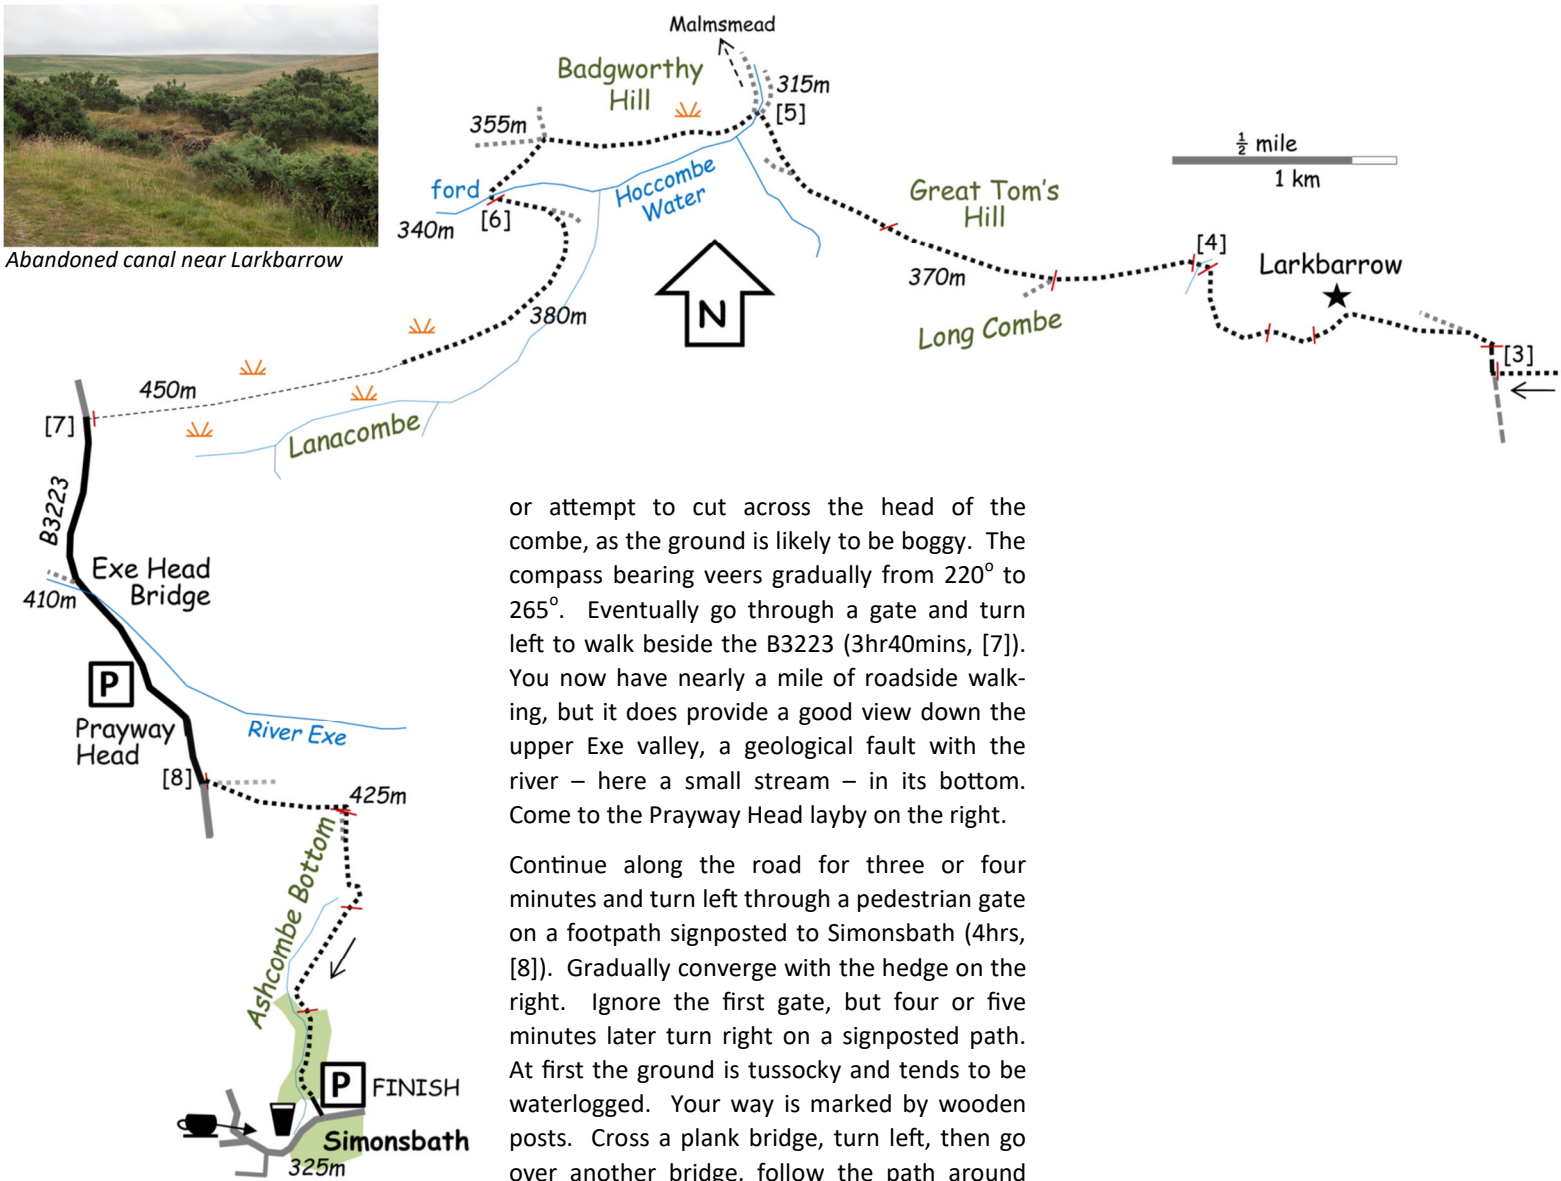 Malmsmead
Badgworthy
Hill
315m
[5]
355m
½ mile
1 km
ford
Hoccombe
Water
Great Tom's
Hill
340m
[6]
[4]
Larkbarrow
Abandoned canal near Larkbarrow
370m
N
380m
Long Combe
[3]
450m
[7]
Lanacombe
B3223
Exe Head
Bridge
410m
P
Prayway
Head
River Exe
[8]
425m
Ashcombe Bottom
P FINISH
Simonsbath
325m
or attempt to cut across the head of the
combe, as the ground is likely to be boggy. The
compass bearing veers gradually from 220° to
265°. Eventually go through a gate and turn
left to walk beside the B3223 (3hr40mins, [7]).
You now have nearly a mile of roadside walk-
ing, but it does provide a good view down the
upper Exe valley, a geological fault with the
river – here a small stream – in its bottom.
Come to the Prayway Head layby on the right.
Continue along the road for three or four
minutes and turn left through a pedestrian gate
on a footpath signposted to Simonsbath (4hrs,
[8]). Gradually converge with the hedge on the
right. Ignore the first gate, but four or five
minutes later turn right on a signposted path.
At first the ground is tussocky and tends to be
waterlogged. Your way is marked by wooden
posts. Cross a plank bridge, turn left, then go
over another bridge, follow the path around